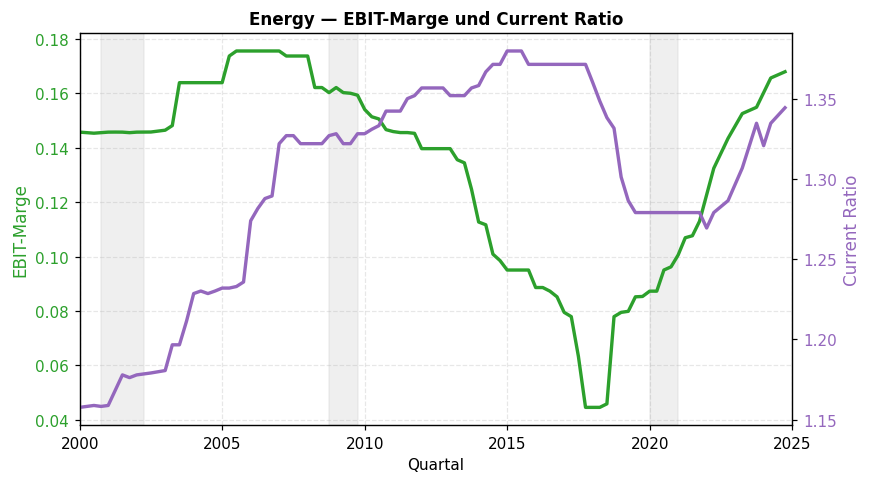 Energy — EBIT-Marge und Current Ratio
0.18
0.16
0.14
0.12
0.10
0.08
0.06
0.04
EBIT-Marge
1.35
1.30
1.25
1.20
1.15
Current Ratio
2000 2005 2010 2015 2020 2025
Quartal